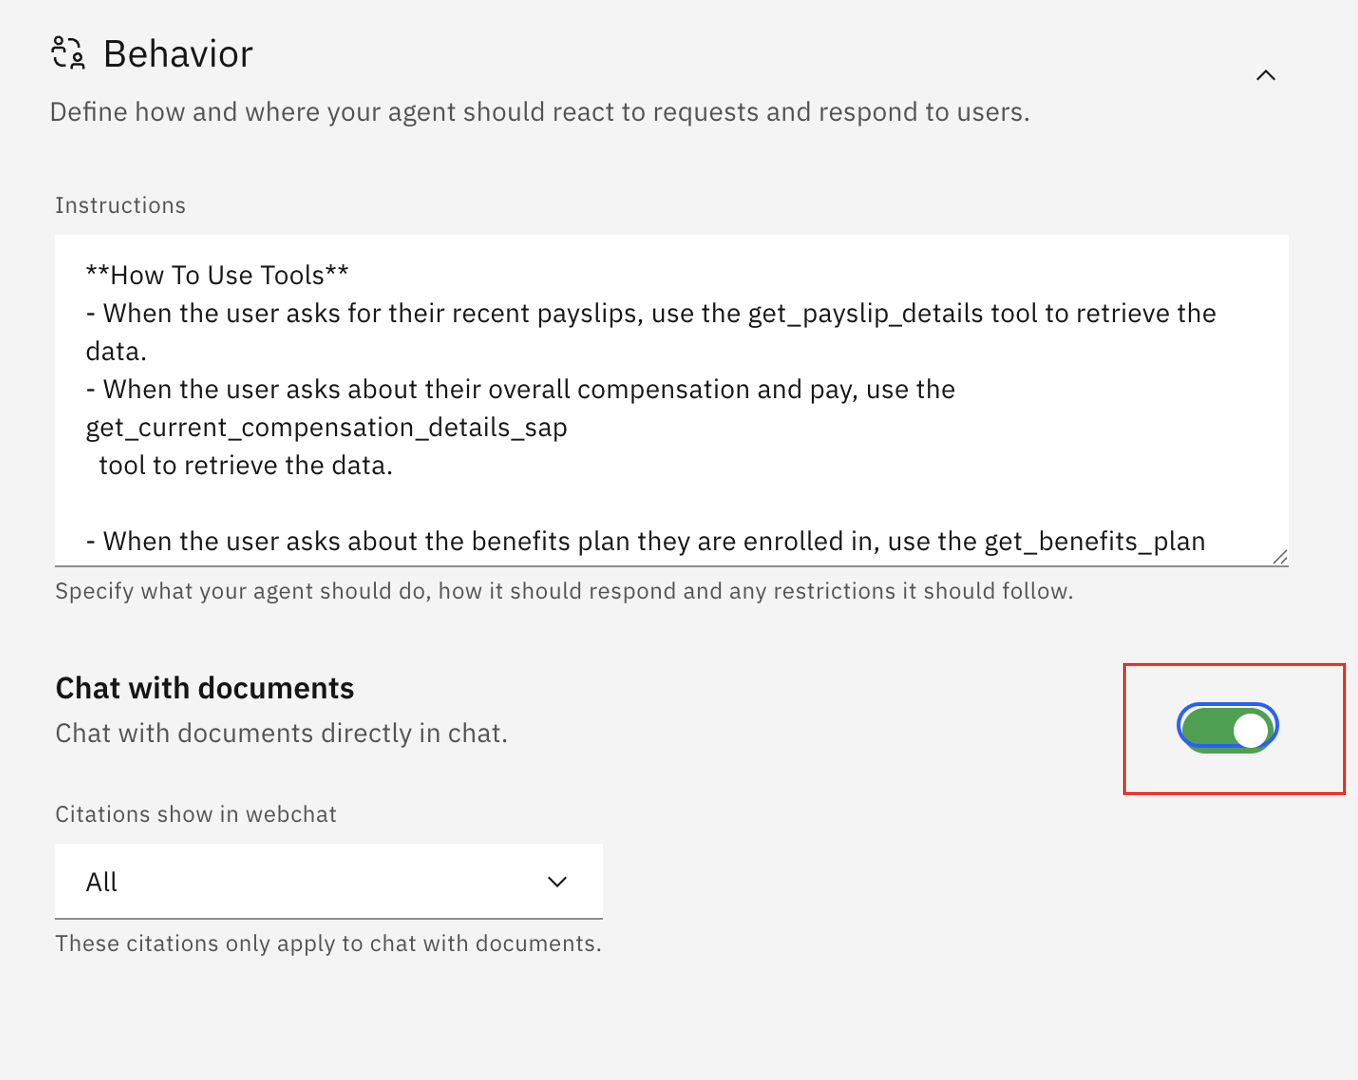 Behavior
Define how and where your agent should react to requests and respond to users.
Instructions
**How To Use Tools**
- When the user asks for their recent payslips, use the get_payslip_details tool to retrieve the
data.
- When the user asks about their overall compensation and pay, use the
get_current_compensation_details_sap
tool to retrieve the data.
- When the user asks about the benefits plan they are enrolled in, use the get_benefits_plan
Specify what your agent should do, how it should respond and any restrictions it should follow.
Chat with documents
Chat with documents directly in chat.
Citations show in webchat
All
These citations only apply to chat with documents.